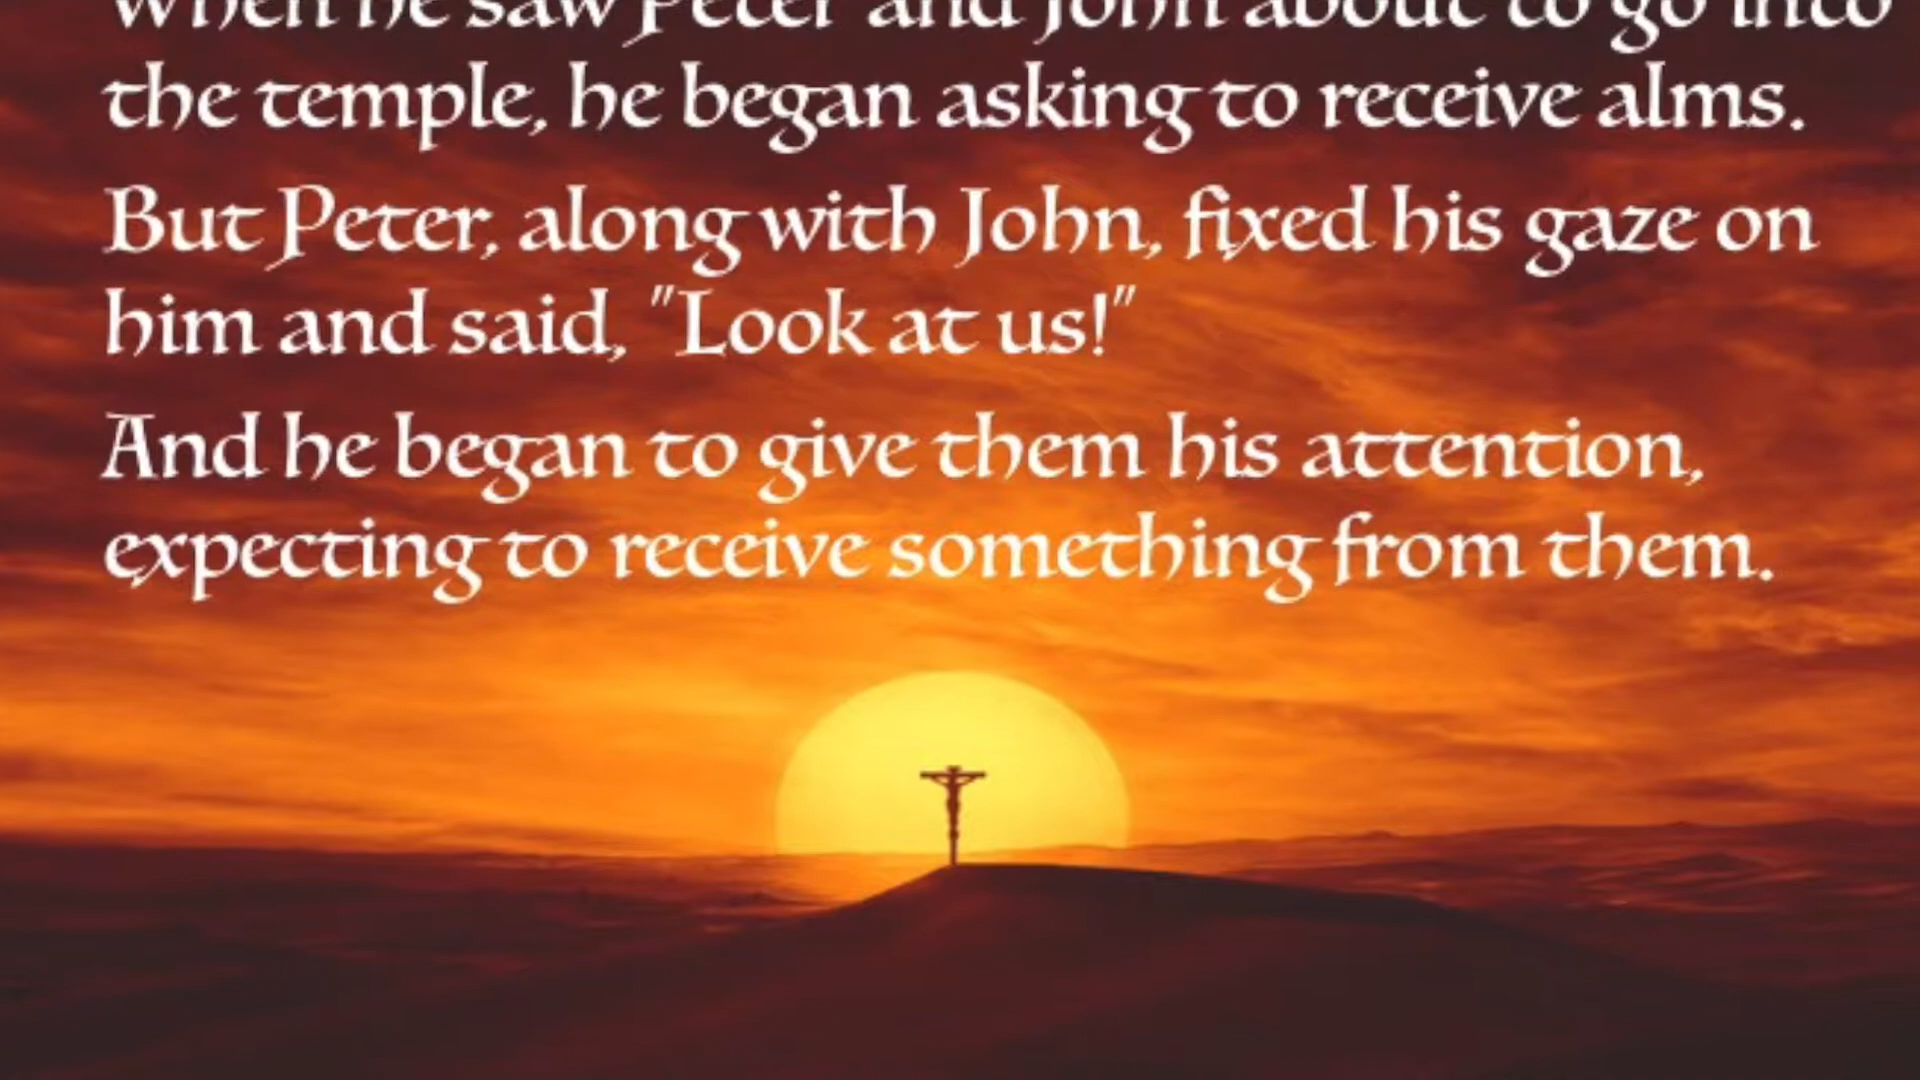 When he saw Peter and John about to go into
the temple, he began asking to receive alms.
But Peter, along with John, fixed his gaze on
him and said, "Look at us!"
And he began to give them his attention,
expecting to receive something from them.